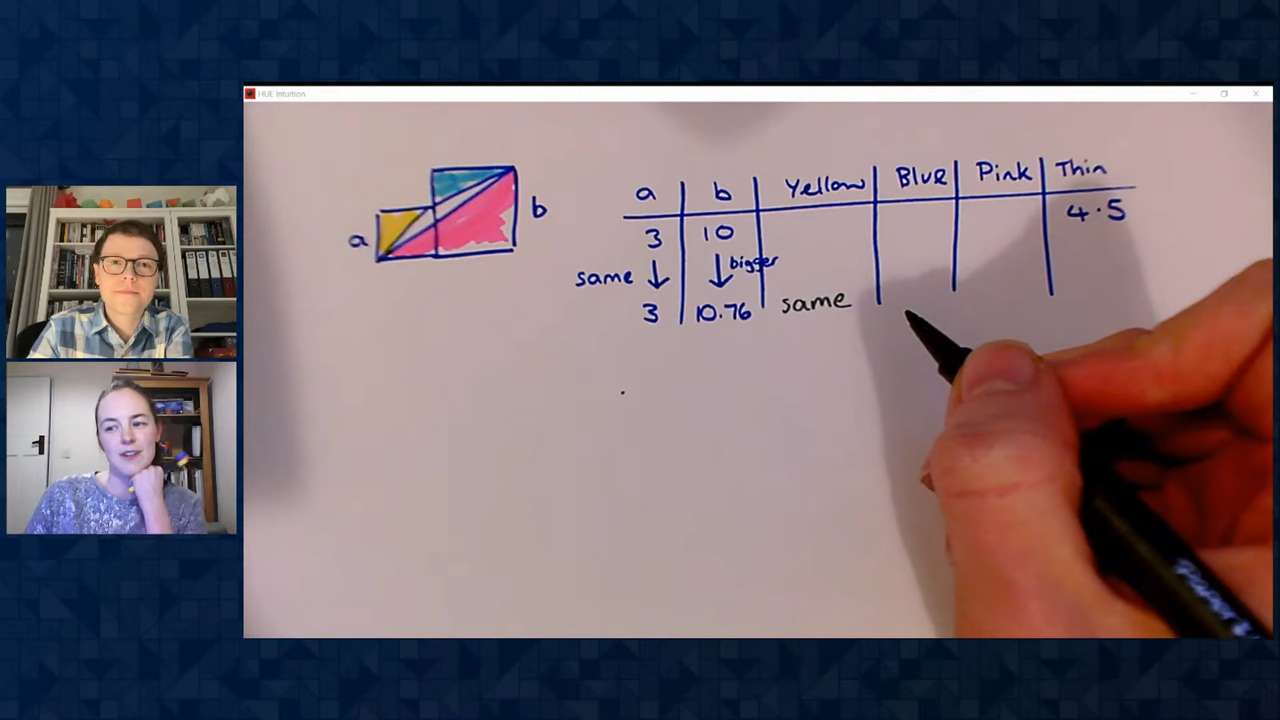 HUE Intuition
a b Yellow Blue Pink Thin
a b 3 10 4.5
same bigger
3 10.76 same